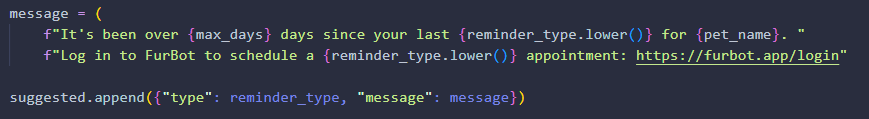 message = (
f"It's been over {max_days} days since your last {reminder_type.lower()} for {pet_name}. "
f"Log in to FurBot to schedule a {reminder_type.lower()} appointment: https://furbot.app/login"
suggested.append({"type": reminder_type, "message": message})